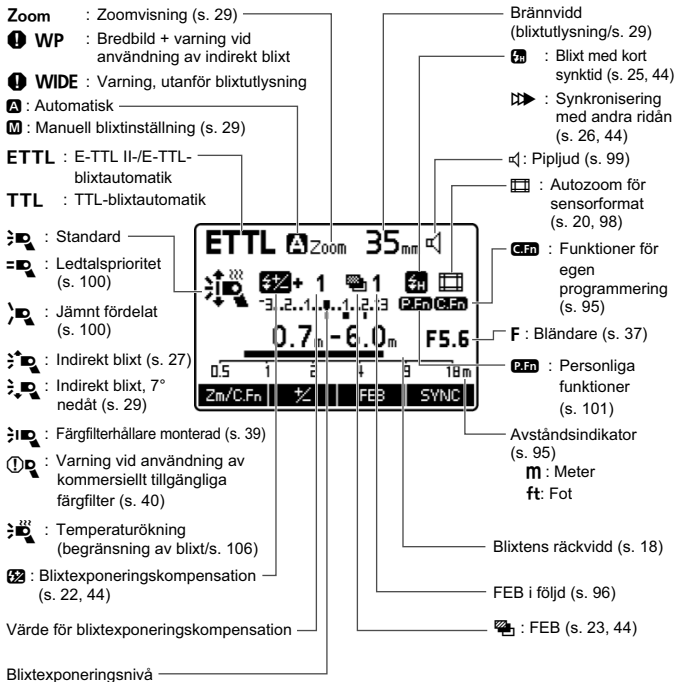 Zoom : Zoomvisning (s. 29)
WP : Bredbild + varning vid
användning av indirekt blixt
WIDE : Varning, utanför blixtutlysning
A : Automatisk
M : Manuell blixtinställning (s. 29)
ETTL : E-TTL II-/E-TTL-
blixtautomatik
TTL : TTL-blixtautomatik
: Standard
: Ledtalsprioritet
(s. 100)
: Jämnt fördelat
(s. 100)
: Indirekt blixt (s. 27)
: Indirekt blixt, 7°
nedåt (s. 29)
: Färgfilterhållare monterad (s. 39)
: Varning vid användning av
kommersiellt tillgängliga
färgfilter (s. 40)
: Temperaturökning
(begränsning av blixt/s. 106)
: Blixtexponeringskompensation
(s. 22, 44)
Värde för blixtexponeringskompensation
Blixtexponeringsnivå
ETTL A Zoom 35mm
+ 1 1 H
-3..2..1..▪..1..2.+3 P.Fn C.Fn
0.7m-6.0m F5.6
0.5 1 2 4 9 18m
Zm/C.Fn +/- FEB SYNC
Brännvidd
(blixtutlysning/s. 29)
H : Blixt med kort
synktid (s. 25, 44)
: Synkronisering
med andra ridån
(s. 26, 44)
: Pipljud (s. 99)
: Autozoom för
sensorformat
(s. 20, 98)
C.Fn : Funktioner för
egen
programmering
(s. 95)
F : Bländare (s. 37)
P.Fn : Personliga
funktioner
(s. 101)
Avståndsindikator
(s. 95)
m : Meter
ft: Fot
Blixtens räckvidd (s. 18)
FEB i följd (s. 96)
: FEB (s. 23, 44)